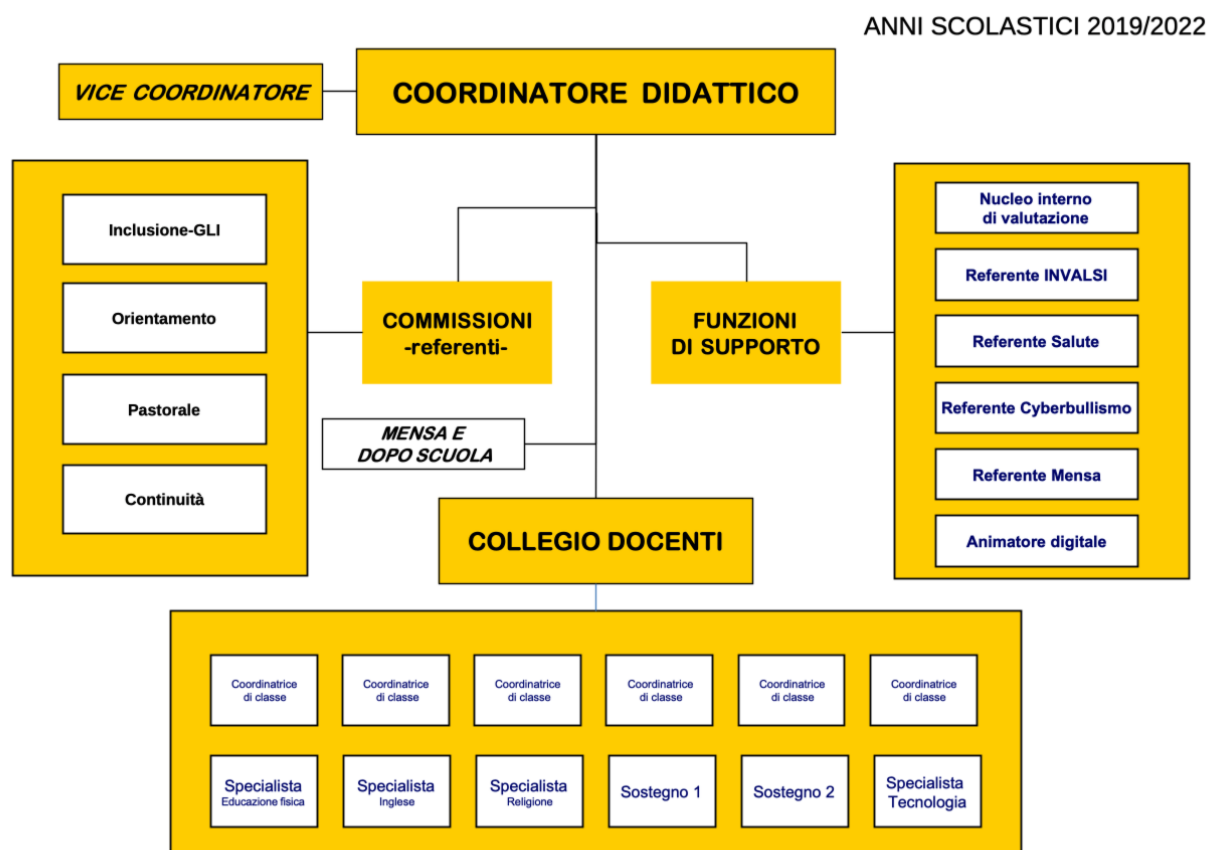 ANNI SCOLASTICI 2019/2022
VICE COORDINATORE
COORDINATORE DIDATTICO
Inclusione-GLI
Orientamento
Pastorale
Continuità
COMMISSIONI
-referenti-
FUNZIONI
DI SUPPORTO
Nucleo interno
di valutazione
Referente INVALSI
Referente Salute
Referente Cyberbullismo
Referente Mensa
Animatore digitale
MENSA E
DOPO SCUOLA
COLLEGIO DOCENTI
Coordinatrice
di classe
Coordinatrice
di classe
Coordinatrice
di classe
Coordinatrice
di classe
Coordinatrice
di classe
Coordinatrice
di classe
Specialista
Educazione fisica
Specialista
Inglese
Specialista
Religione
Sostegno 1
Sostegno 2
Specialista
Tecnologia